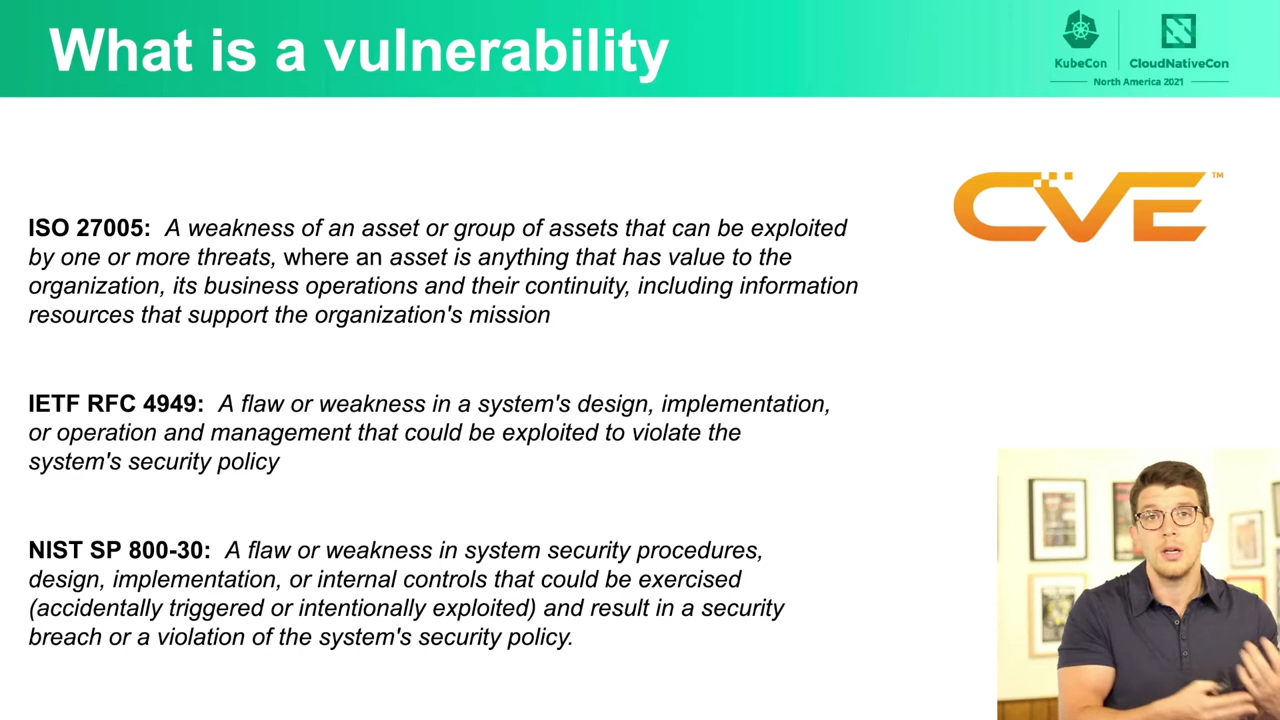 What is a vulnerability
KubeCon
CloudNativeCon
North America 2021
CVE™
ISO 27005: A weakness of an asset or group of assets that can be exploited
by one or more threats, where an asset is anything that has value to the
organization, its business operations and their continuity, including information
resources that support the organization's mission
IETF RFC 4949: A flaw or weakness in a system's design, implementation,
or operation and management that could be exploited to violate the
system's security policy
NIST SP 800-30: A flaw or weakness in system security procedures,
design, implementation, or internal controls that could be exercised
(accidentally triggered or intentionally exploited) and result in a security
breach or a violation of the system's security policy.